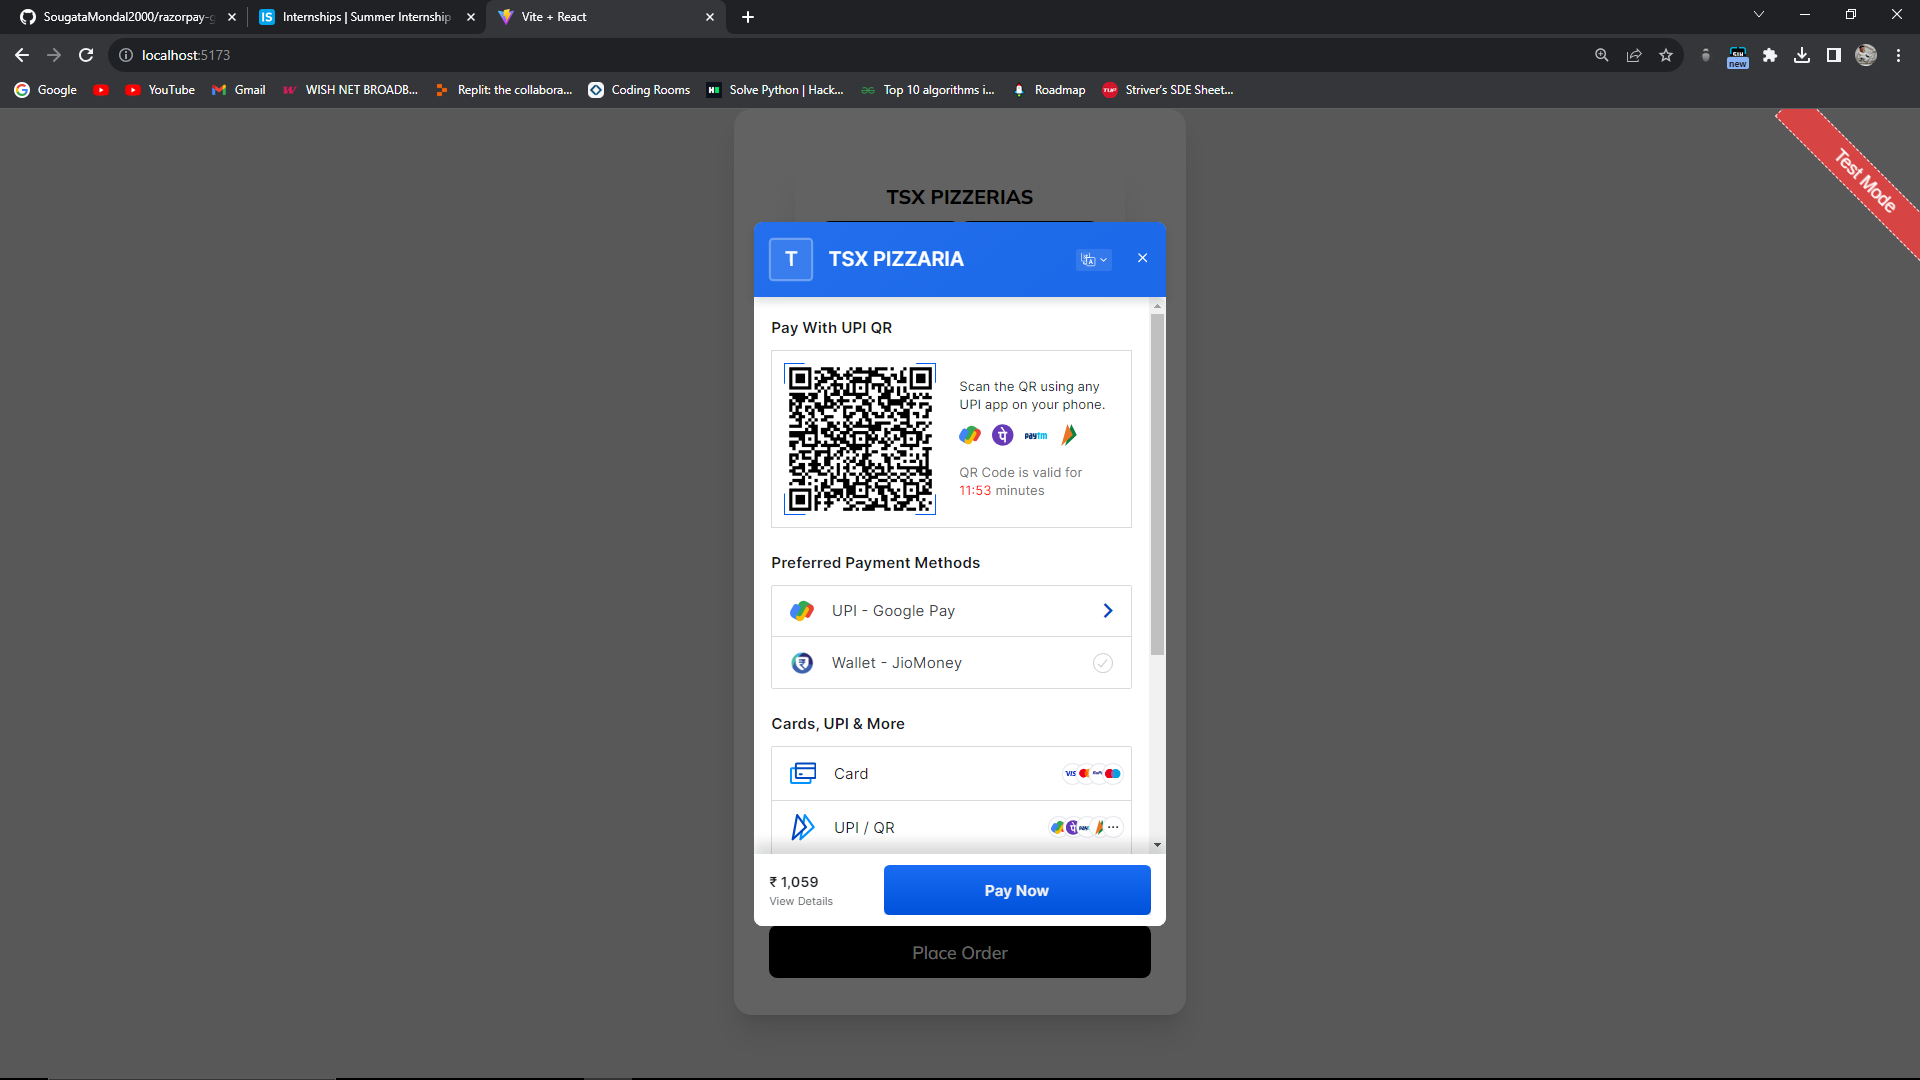 SougataMondal2000/razorpay-g
Internships | Summer Internship
Vite + React
localhost:5173
new
Google
YouTube
Gmail
WISH NET BROADB...
Replit: the collabora...
Coding Rooms
Solve Python | Hack...
Top 10 algorithms i...
Roadmap
Striver's SDE Sheet...
Test Mode
TSX PIZZERIAS
T
TSX PIZZARIA
Pay With UPI QR
Scan the QR using any
UPI app on your phone.
paytm
QR Code is valid for
11:53 minutes
Preferred Payment Methods
UPI - Google Pay
Wallet - JioMoney
Cards, UPI & More
Card
VISA
UPI / QR
₹ 1,059
View Details
Pay Now
Place Order